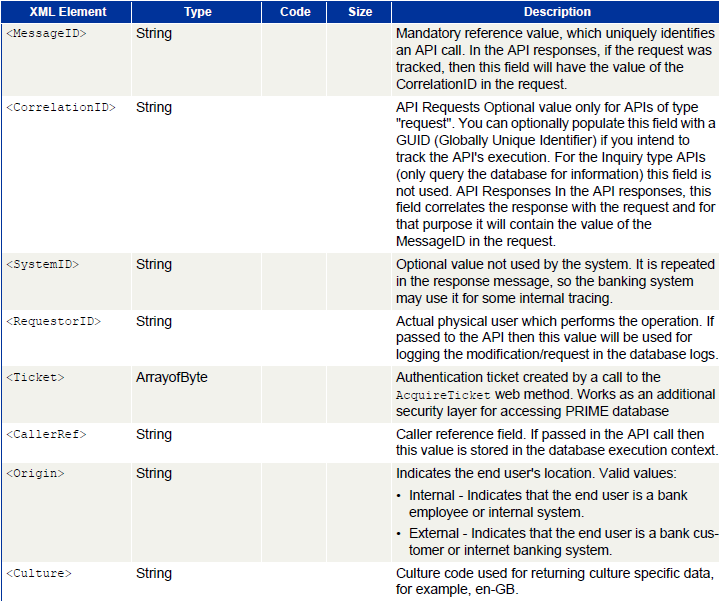 XML Element Type Code Size Description
<MessageID> String Mandatory reference value, which uniquely identifies
an API call. In the API responses, if the request was
tracked, then this field will have the value of the
CorrelationID in the request.
<CorrelationID> String API Requests Optional value only for APIs of type
"request". You can optionally populate this field with a
GUID (Globally Unique Identifier) if you intend to
track the API's execution. For the Inquiry type APIs
(only query the database for information) this field is
not used. API Responses In the API responses, this
field correlates the response with the request and for
that purpose it will contain the value of the
MessageID in the request.
<SystemID> String Optional value not used by the system. It is repeated
in the response message, so the banking system
may use it for some internal tracing.
<RequestorID> String Actual physical user which performs the operation. If
passed to the API then this value will be used for
logging the modification/request in the database logs.
<Ticket> ArrayofByte Authentication ticket created by a call to the
AcquireTicket web method. Works as an additional
security layer for accessing PRIME database
<CallerRef> String Caller reference field. If passed in the API call then
this value is stored in the database execution context.
<Origin> String Indicates the end user's location. Valid values:
• Internal - Indicates that the end user is a bank
employee or internal system.
• External - Indicates that the end user is a bank cus-
tomer or internet banking system.
<Culture> String Culture code used for returning culture specific data,
for example, en-GB.